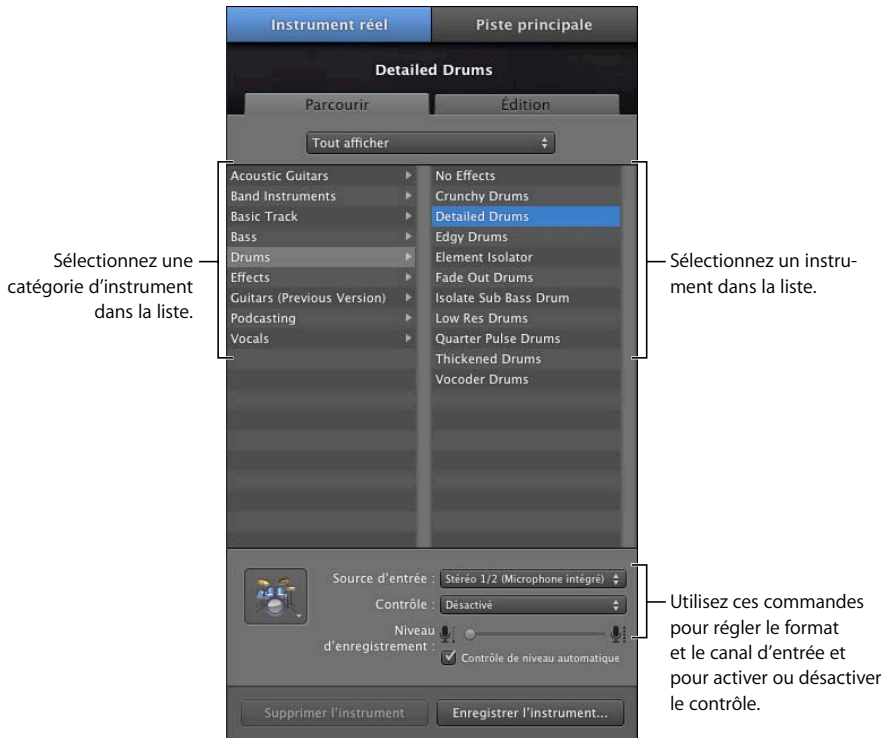 Instrument réel
Piste principale
Detailed Drums
Parcourir
Édition
Tout afficher
Acoustic Guitars
Band Instruments
Basic Track
Bass
Drums
Effects
Guitars (Previous Version)
Podcasting
Vocals
No Effects
Crunchy Drums
Detailed Drums
Edgy Drums
Element Isolator
Fade Out Drums
Isolate Sub Bass Drum
Low Res Drums
Quarter Pulse Drums
Thickened Drums
Vocoder Drums
Sélectionnez une
catégorie d’instrument
dans la liste.
Sélectionnez un instru-
ment dans la liste.
Source d'entrée :
Stéréo 1/2 (Microphone intégré)
Contrôle :
Désactivé
Niveau
d'enregistrement :
Contrôle de niveau automatique
Utilisez ces commandes
pour régler le format
et le canal d’entrée et
pour activer ou désactiver
le contrôle.
Supprimer l'instrument
Enregistrer l'instrument...